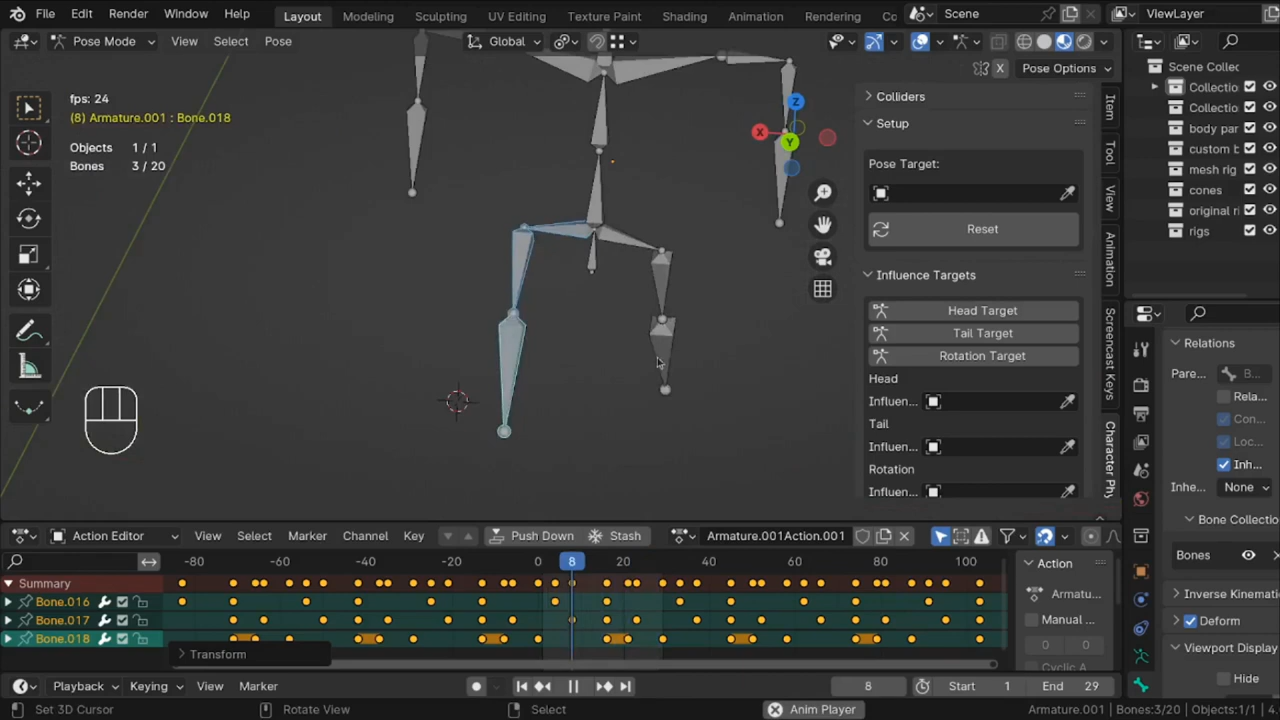 File Edit Render Window Help Layout Modeling Sculpting UV Editing Texture Paint Shading Animation Rendering Co Scene ViewLayer
Pose Mode View Select Pose Global
Pose Options
fps: 24
(8) Armature.001 : Bone.018
Objects 1 / 1
Bones 3 / 20
X
Y
Z
Colliders
Setup
Pose Target:
Reset
Influence Targets
Head Target
Tail Target
Rotation Target
Head
Influen...
Tail
Influen...
Rotation
Influen...
Item
Tool
View
Animation
Screencast Keys
Character Phy
Scene Collec
Collectio
Collectio
body par
custom b
mesh rig
cones
original ri
rigs
Relations
Pare... B...
Rela...
Con...
Loc...
Inh...
Inhe... None
Bone Collectio
Bones
Inverse Kinemati
Deform
Viewport Display
Hide
Action Editor View Select Marker Channel Key Push Down Stash Armature.001Action.001
-80 -60 -40 -20 0 8 20 40 60 80 100
Summary
Bone.016
Bone.017
Bone.018
Transform
Action
Armatu...
Manual ...
Cyclic A
Playback Keying View Marker 8 Start 1 End 29
Set 3D Cursor Rotate View Select Anim Player Armature.001 | Bones:3/20 | Objects:1/1 | 4.